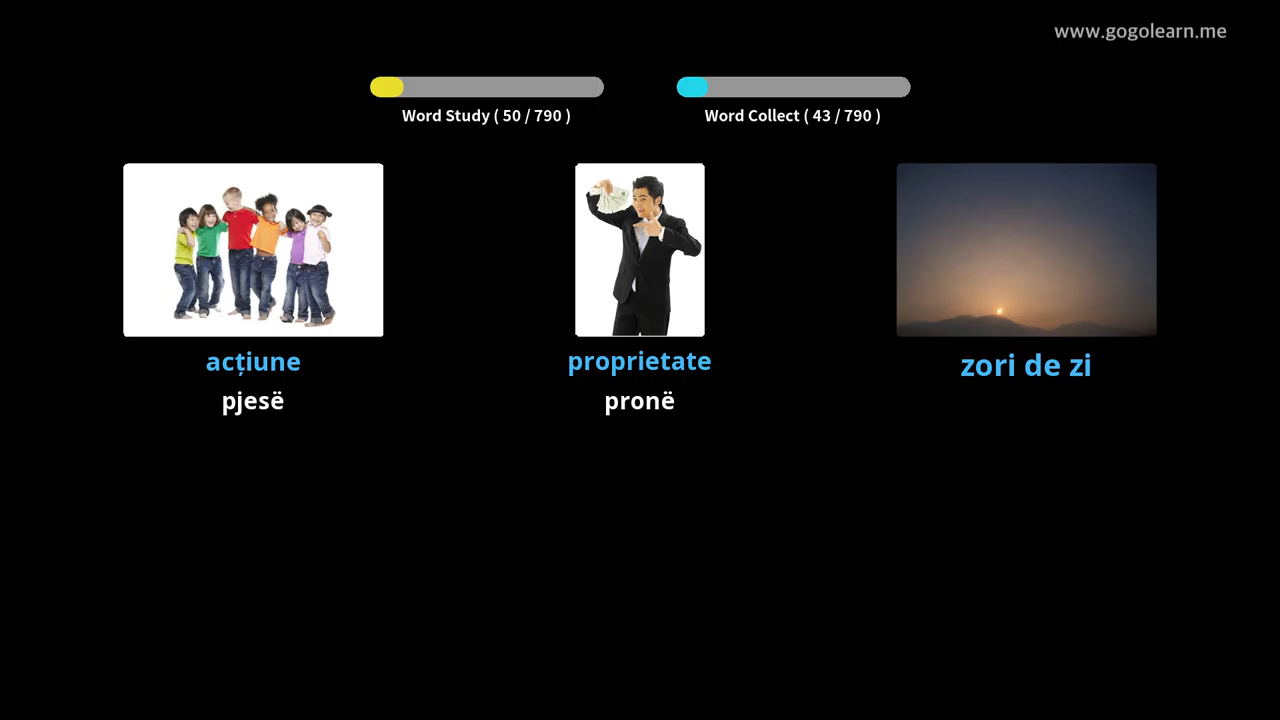 www.gogolearn.me
Word Study ( 50 / 790 )
Word Collect ( 43 / 790 )
acțiune
pjesë
proprietate
pronë
zori de zi